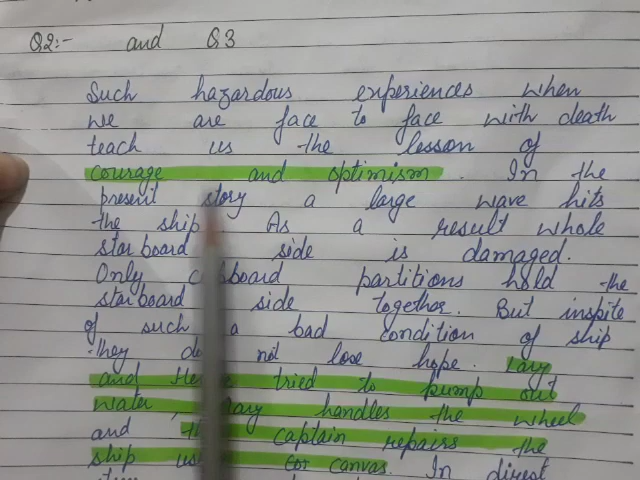 Q2:- and Q3
Such hazardous experiences when
we are face to face with death
teach us the lesson of
courage and optimism. In the
present story a large wave hits
the ship. As a result whole
starboard side is damaged.
Only partitions hold the
starboard side together. But inspite
of such a bad condition of ship
they do not lose hope. Lary
and tried to pump out
water, handles the wheel
and captain repairs the
ship canvas. In direst